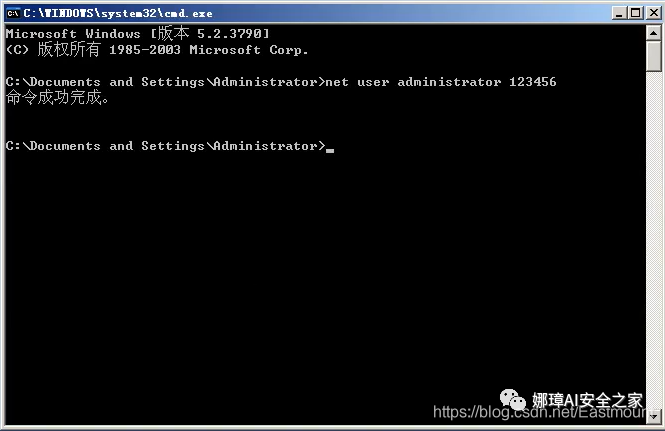 C:\WINDOWS\system32\cmd.exe
Microsoft Windows [版本 5.2.3790]
(C) 版权所有 1985-2003 Microsoft Corp.
C:\Documents and Settings\Administrator>net user administrator 123456
命令成功完成。
C:\Documents and Settings\Administrator>
娜璋AI安全之家
https://blog.csdn.net/Eastmount